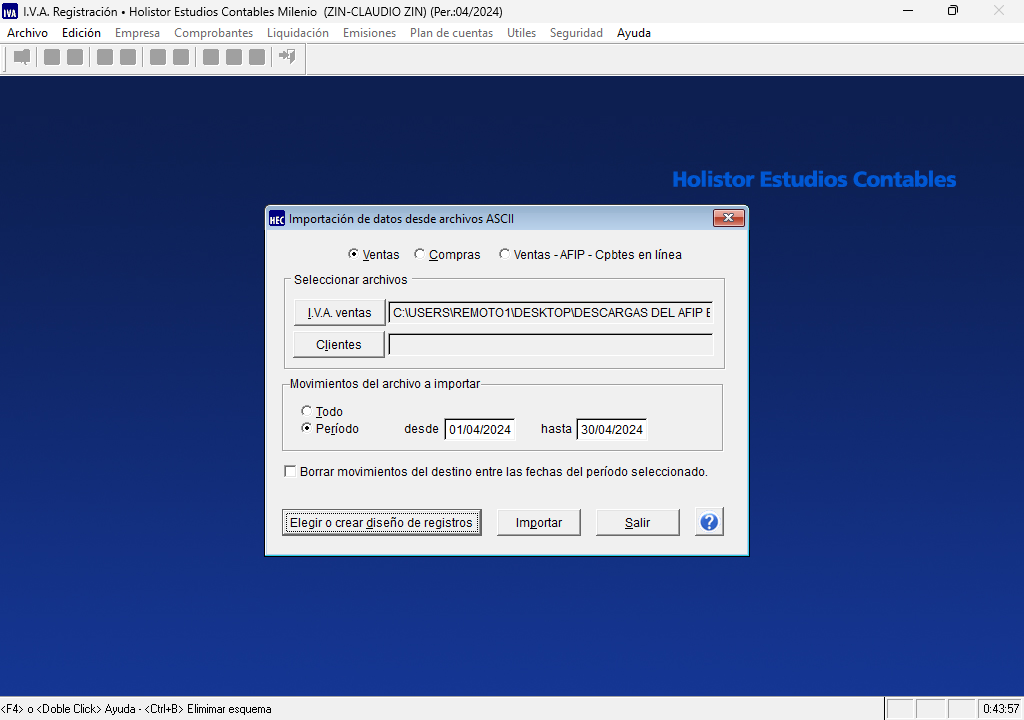 IVA I.V.A. Registración • Holistor Estudios Contables Milenio (ZIN-CLAUDIO ZIN) (Per.:04/2024)
Archivo Edición Empresa Comprobantes Liquidación Emisiones Plan de cuentas Utiles Seguridad Ayuda
Holistor Estudios Contables
HEC Importación de datos desde archivos ASCII
Ventas Compras Ventas - AFIP - Cpbtes en línea
Seleccionar archivos
I.V.A. ventas C:\USERS\REMOTO1\DESKTOP\DESCARGAS DEL AFIP E
Clientes
Movimientos del archivo a importar
Todo
Período desde 01/04/2024 hasta 30/04/2024
Borrar movimientos del destino entre las fechas del período seleccionado.
Elegir o crear diseño de registros Importar Salir ?
<F4> o <Doble Click> Ayuda - <Ctrl+B> Elimimar esquema 0:43:57